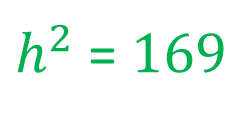 h² = 169